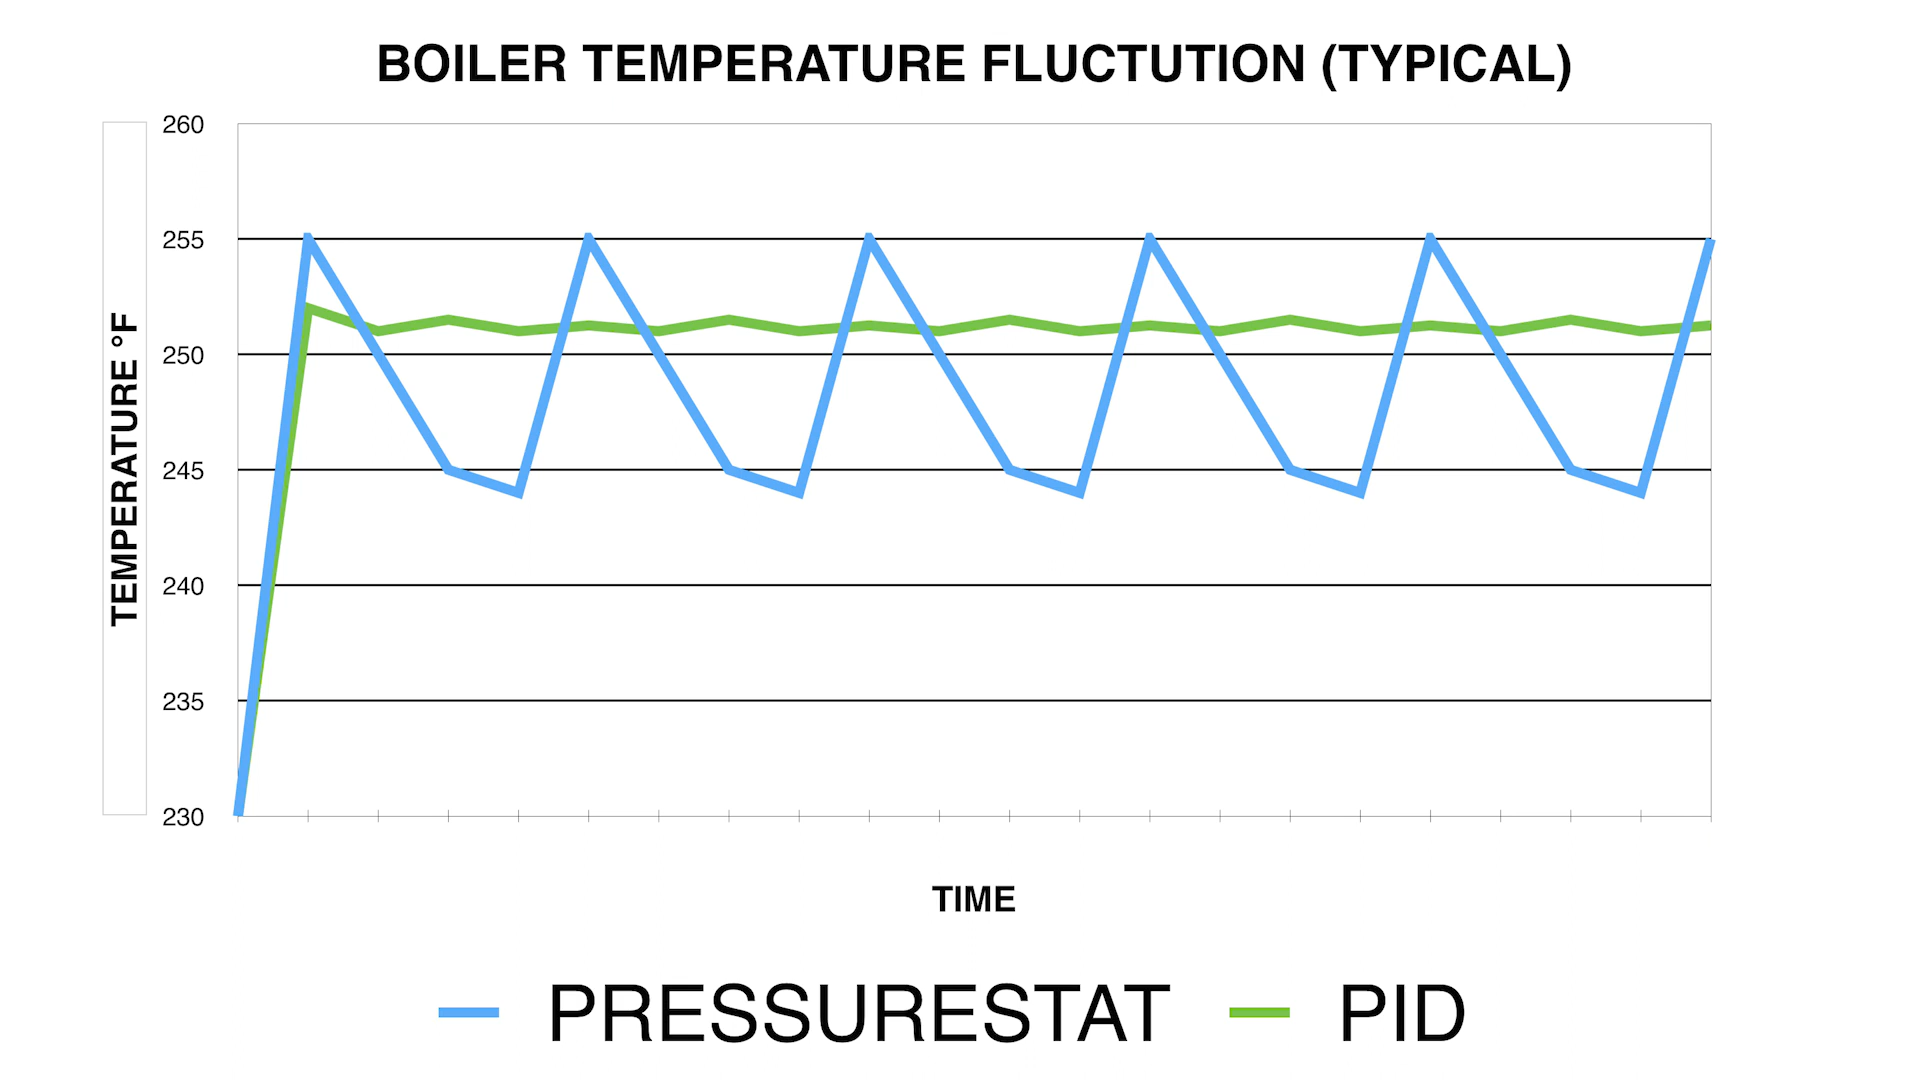 BOILER TEMPERATURE FLUCTUTION (TYPICAL)
TEMPERATURE °F
260
255
250
245
240
235
230
TIME
PRESSURESTAT
PID